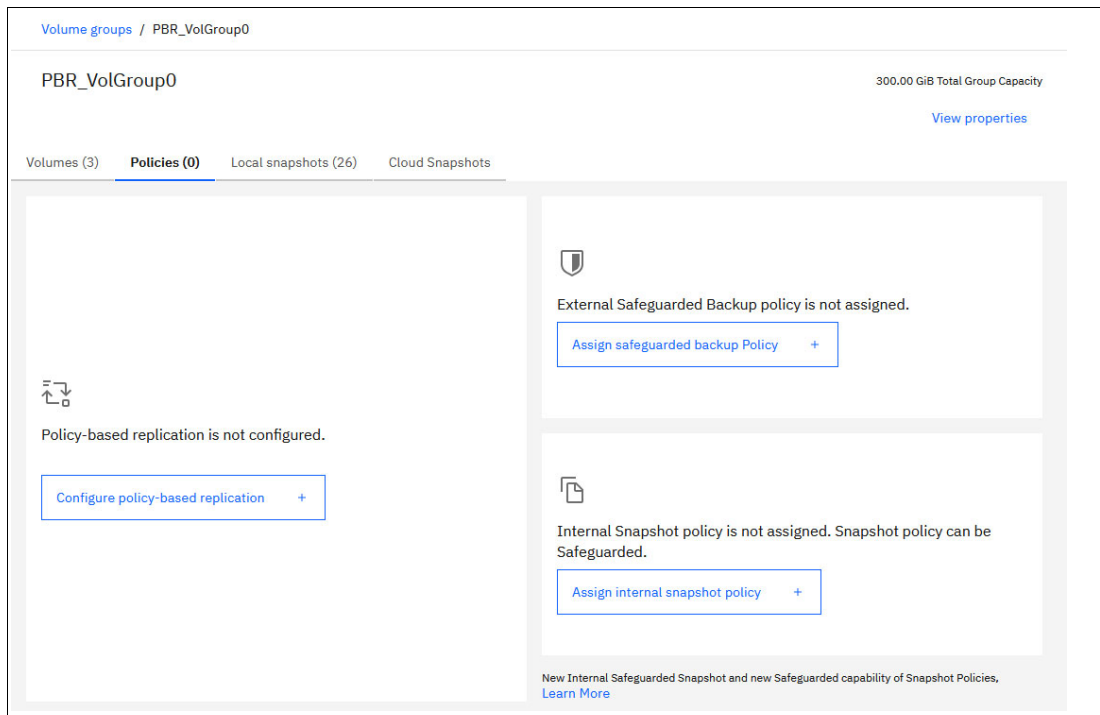 Volume groups / PBR_VolGroup0
PBR_VolGroup0
300.00 GiB Total Group Capacity
View properties
Volumes (3)
Policies (0)
Local snapshots (26)
Cloud Snapshots
Policy-based replication is not configured.
Configure policy-based replication +
External Safeguarded Backup policy is not assigned.
Assign safeguarded backup Policy +
Internal Snapshot policy is not assigned. Snapshot policy can be
Safeguarded.
Assign internal snapshot policy +
New Internal Safeguarded Snapshot and new Safeguarded capability of Snapshot Policies,
Learn More